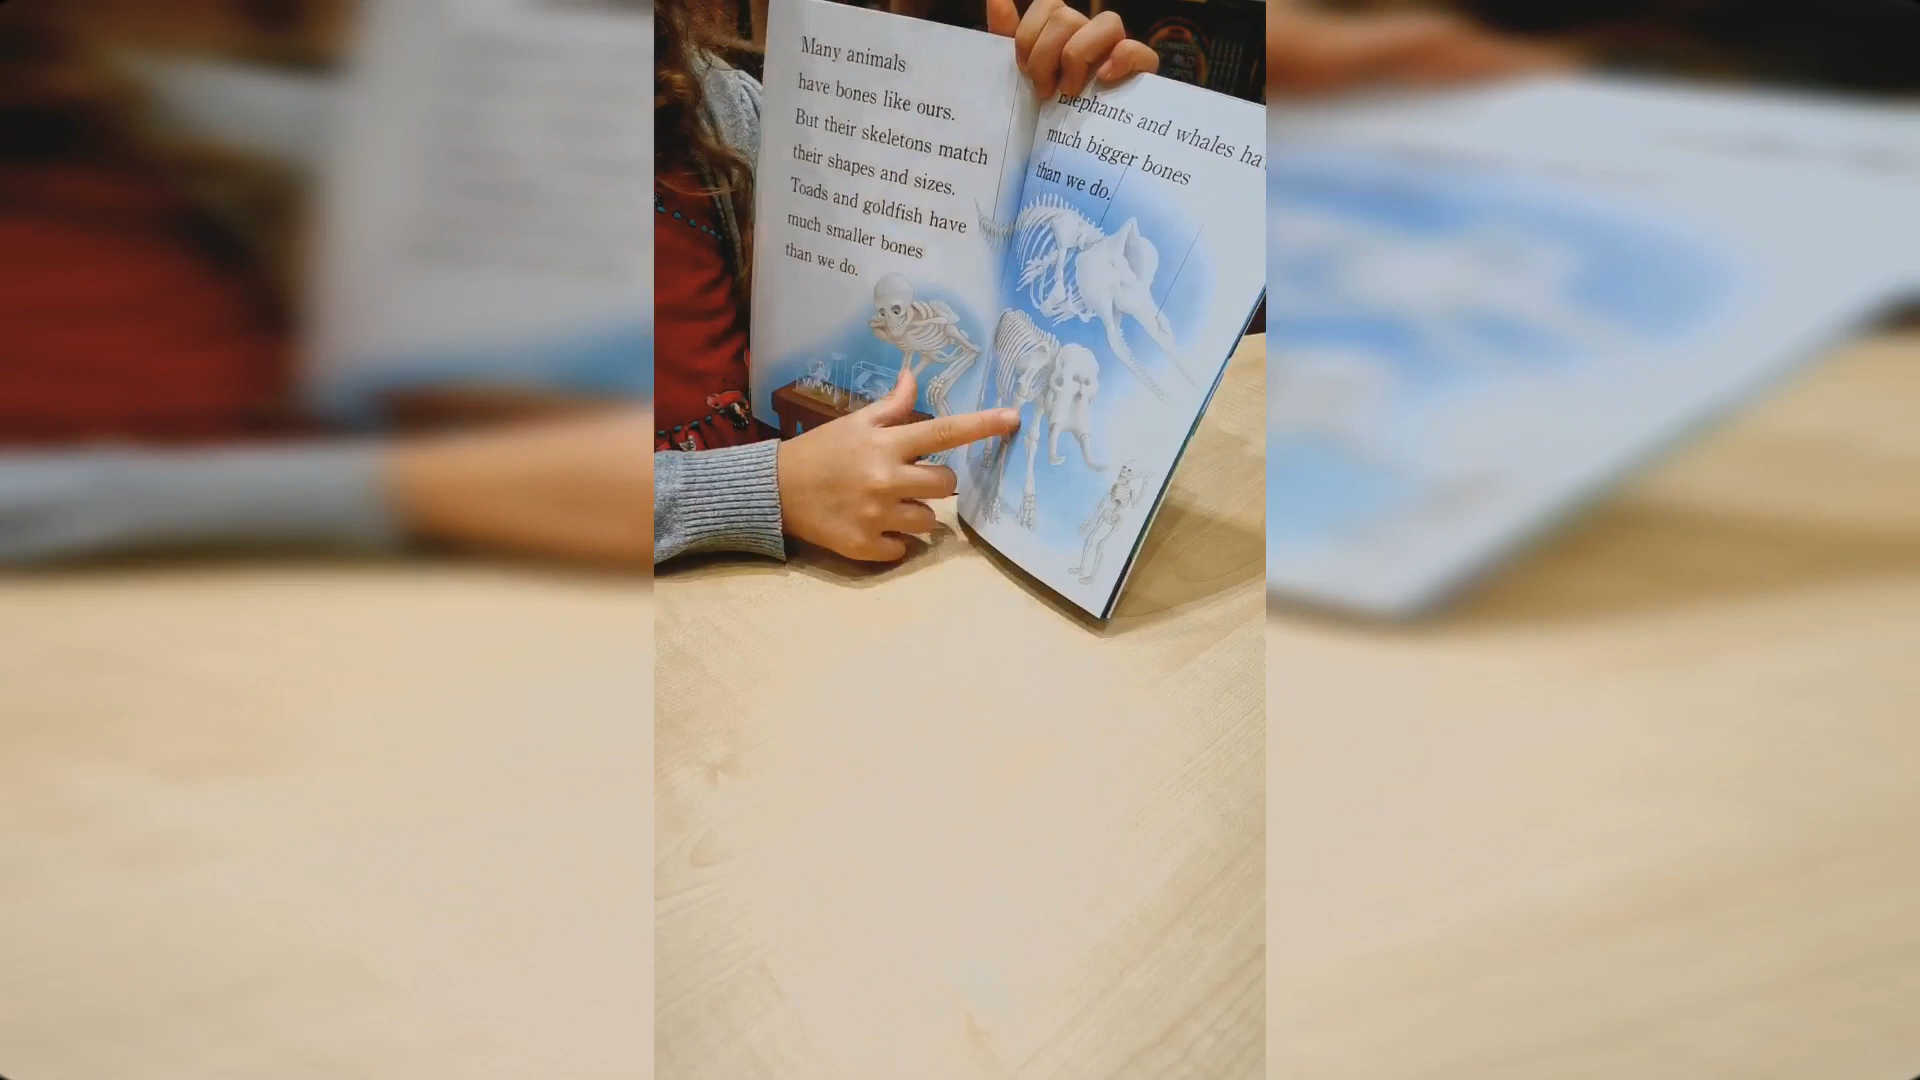 Many animals
have bones like ours.
But their skeletons match
their shapes and sizes.
Toads and goldfish have
much smaller bones
than we do.
Elephants and whales ha
much bigger bones
than we do.